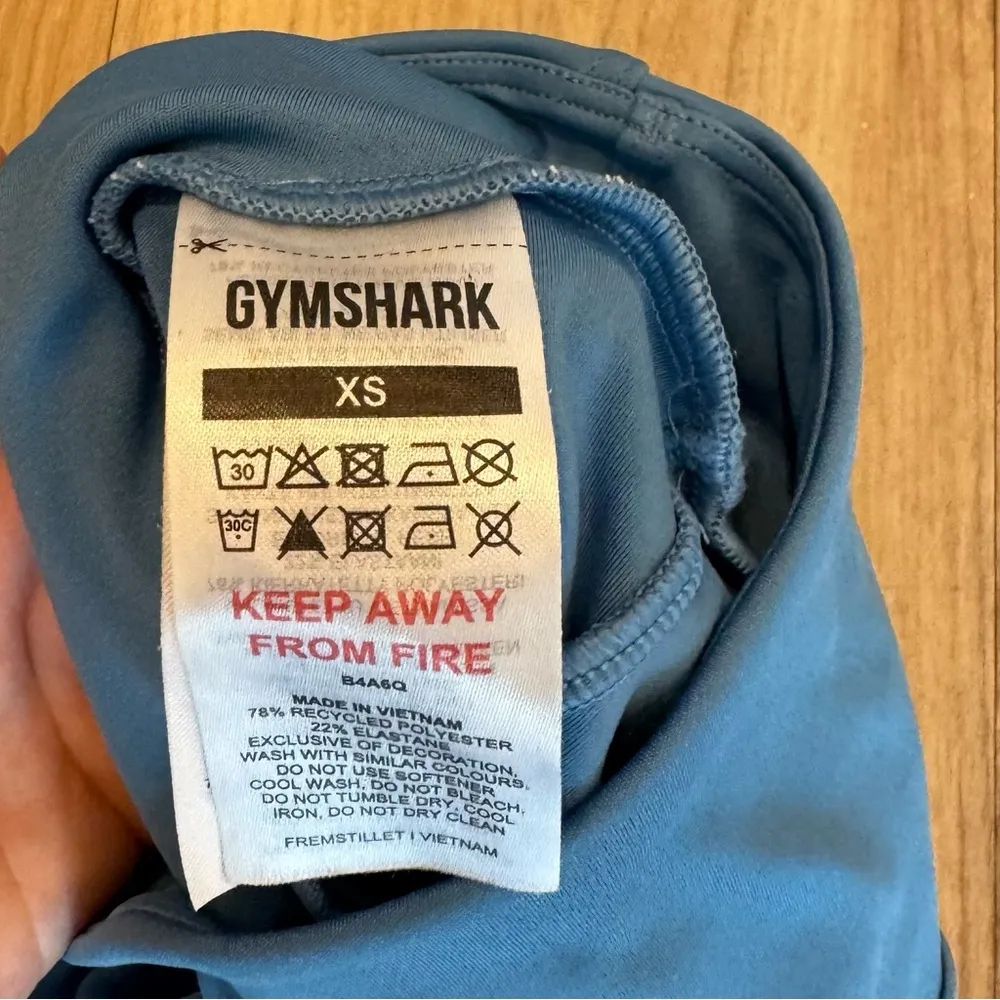 GYMSHARK
XS
30
30C
KEEP AWAY
FROM FIRE
B4A6Q
MADE IN VIETNAM
78% RECYCLED POLYESTER
22% ELASTANE
EXCLUSIVE OF DECORATION,
WASH WITH SIMILAR COLOURS,
DO NOT USE SOFTENER
COOL WASH, DO NOT BLEACH,
DO NOT TUMBLE DRY, COOL
IRON, DO NOT DRY CLEAN
FREMSTILLET I VIETNAM